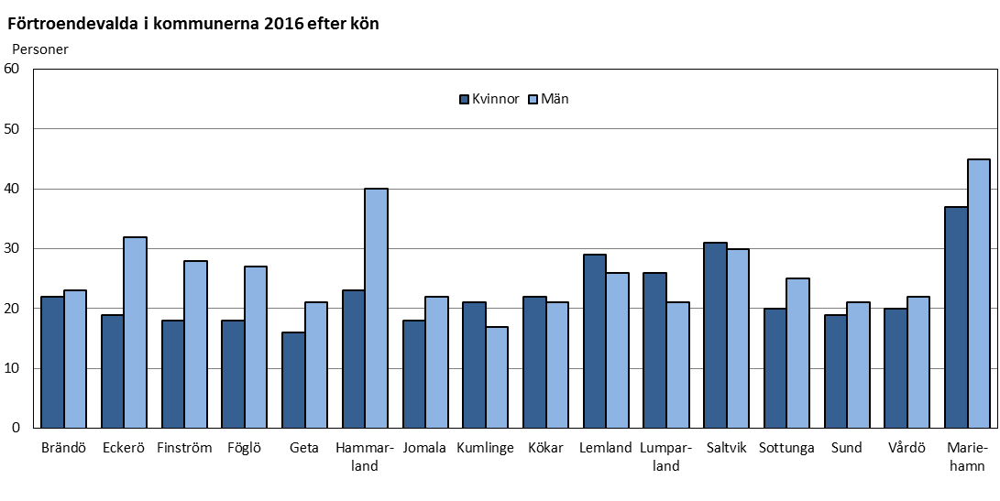 Förtroendevalda i kommunerna 2016 efter kön
Personer
60
50
40
30
20
10
0
Kvinnor Män
Brändö Eckerö Finström Föglö Geta Hammar- Jomala Kumlinge Kökar Lemland Lumpar- Saltvik Sottunga Sund Vårdö Marie-
land land hamn